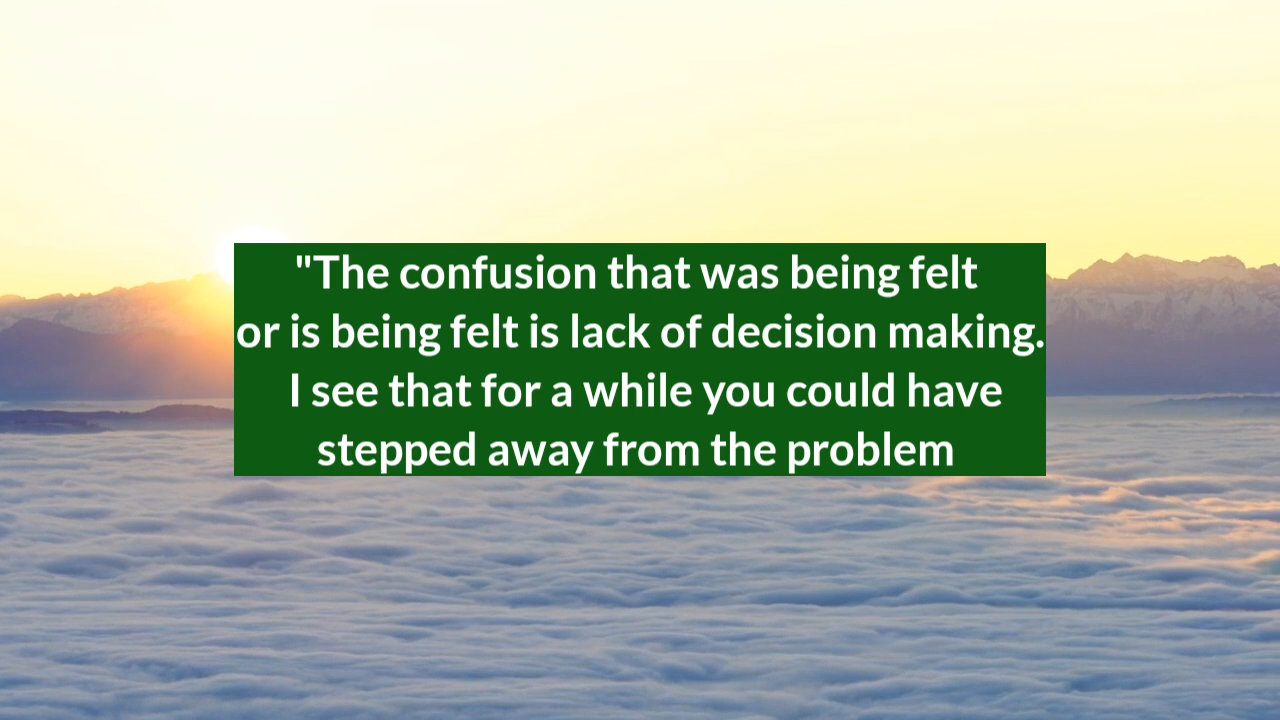 "The confusion that was being felt
or is being felt is lack of decision making.
I see that for a while you could have
stepped away from the problem